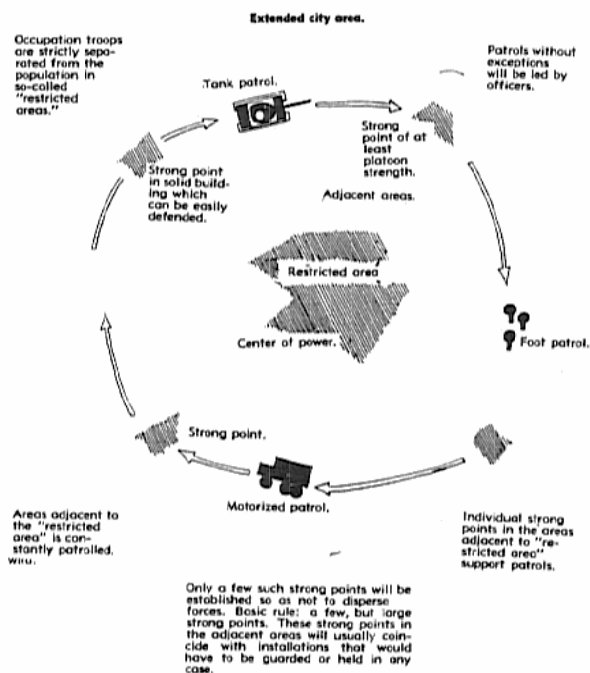 Extended city area.
Occupation troops
are strictly sepa-
rated from the
population in
so-called
"restricted
areas."
Tank patrol.
Patrols without
exceptions
will be led by
officers.
Strong
point of at
least
platoon
strength.
Strong point
in solid build-
ing which
can be easily
defended.
Adjacent areas.
Restricted area
Center of power.
Foot patrol.
Strong point.
Motorized patrol.
Areas adjacent to
the "restricted
area" is con-
stantly patrolled.
Individual strong
points in the areas
adjacent to "re-
stricted area"
support patrols.
Only a few such strong points will be
established so as not to disperse
forces. Basic rule: a few, but large
strong points. These strong points in
the adjacent areas will usually coin-
cide with installations that would
have to be guarded or held in any
case.